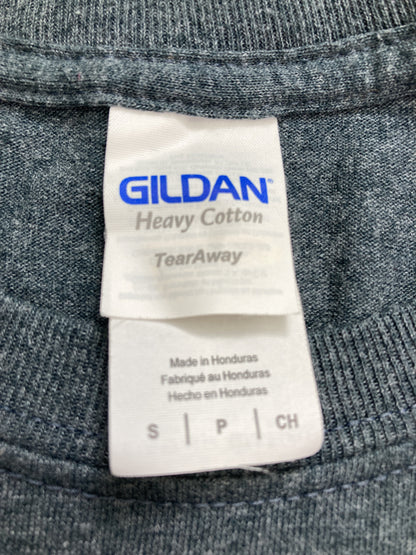 GILDAN®
Heavy Cotton
TearAway
Made in Honduras
Fabriqué au Honduras
Hecho en Honduras
S | P | CH